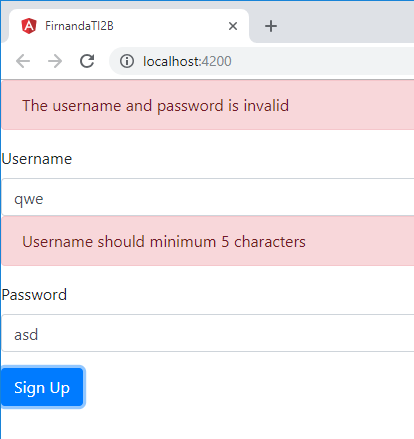 FirnandaTI2B
localhost:4200
The username and password is invalid
Username
qwe
Username should minimum 5 characters
Password
asd
Sign Up